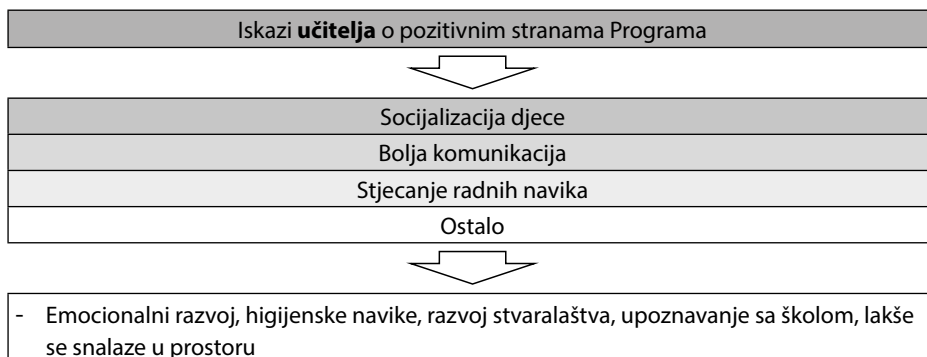 Iskazi učitelja o pozitivnim stranama Programa
Socijalizacija djece
Bolja komunikacija
Stjecanje radnih navika
Ostalo
- Emocionalni razvoj, higijenske navike, razvoj stvaralaštva, upoznavanje sa školom, lakše
se snalaze u prostoru